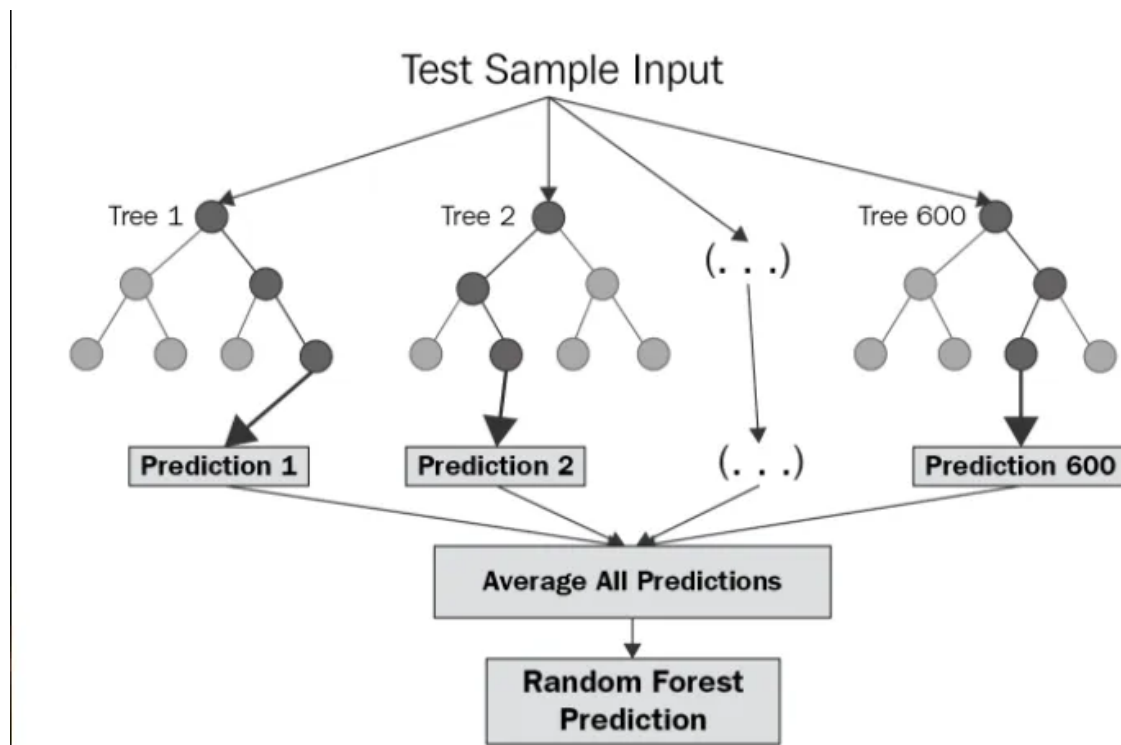 Test Sample Input
Tree 1
Tree 2
(. . .)
Tree 600
Prediction 1
Prediction 2
(. . .)
Prediction 600
Average All Predictions
Random Forest
Prediction